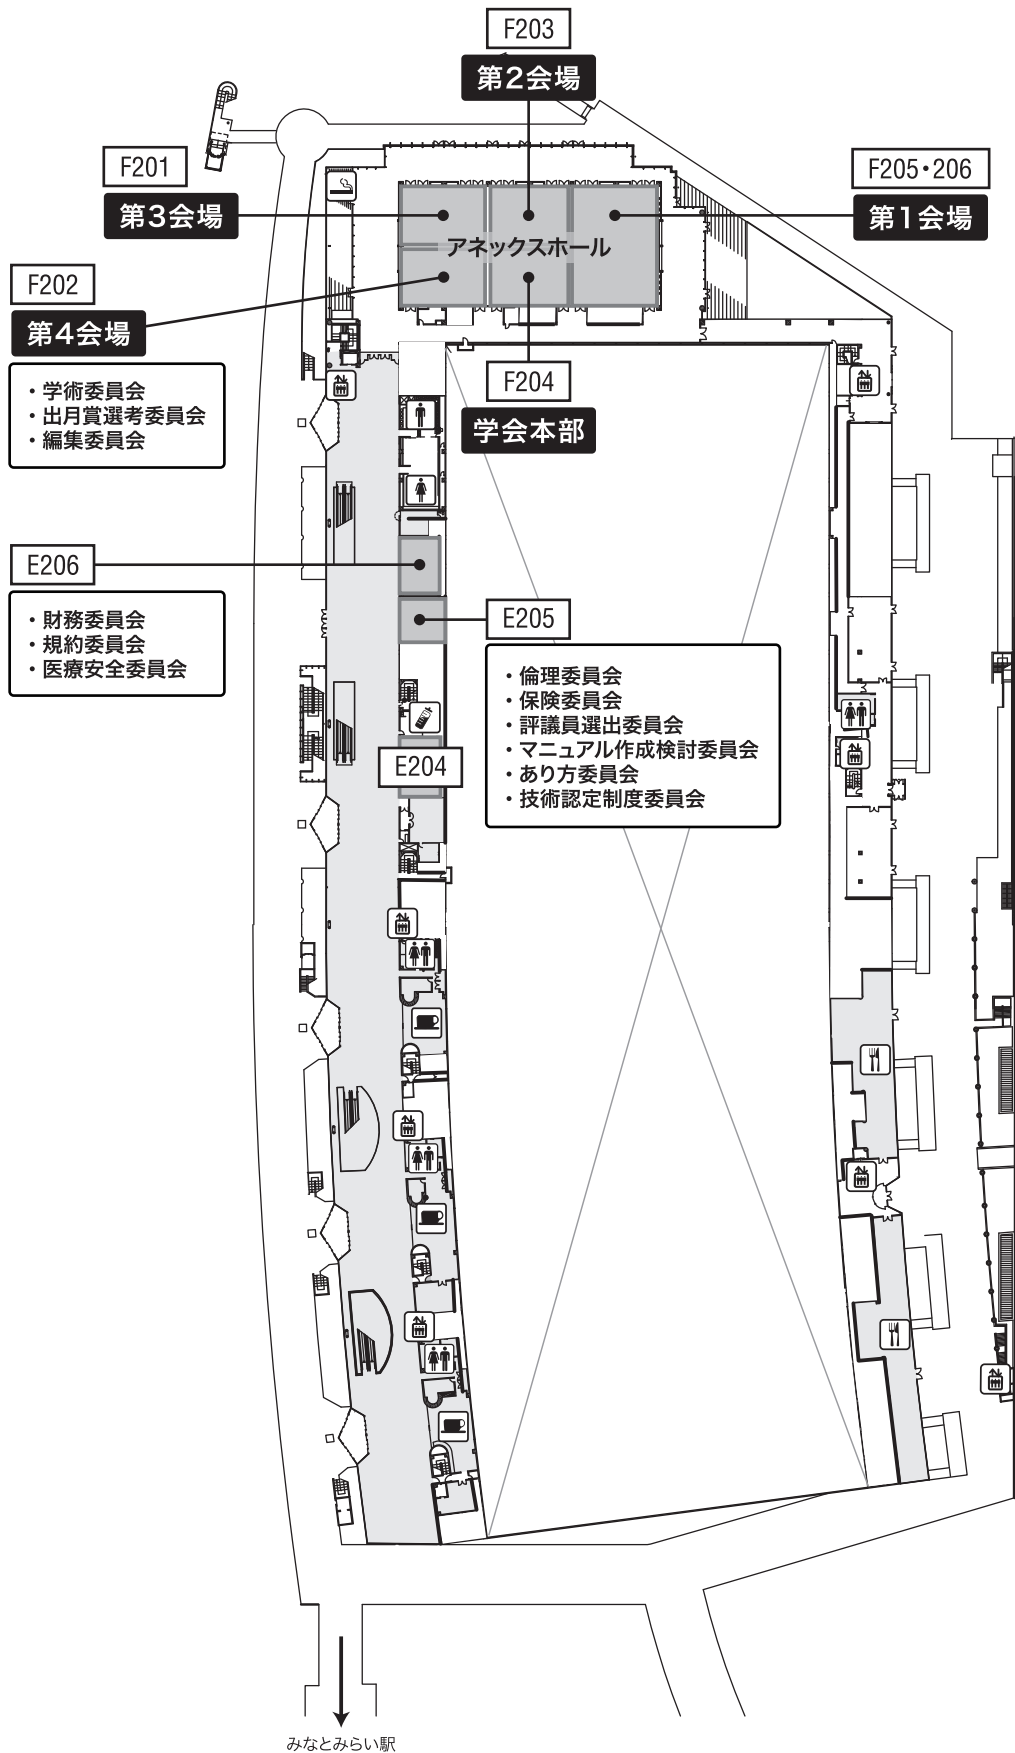 F203
第2会場
F201
第3会場
F205・206
第1会場
アネックスホール
F202
第4会場
・学術委員会
・出月賞選考委員会
・編集委員会
F204
学会本部
E206
・財務委員会
・規約委員会
・医療安全委員会
E205
・倫理委員会
・保険委員会
・評議員選出委員会
・マニュアル作成検討委員会
・あり方委員会
・技術認定制度委員会
E204
みなとみらい駅